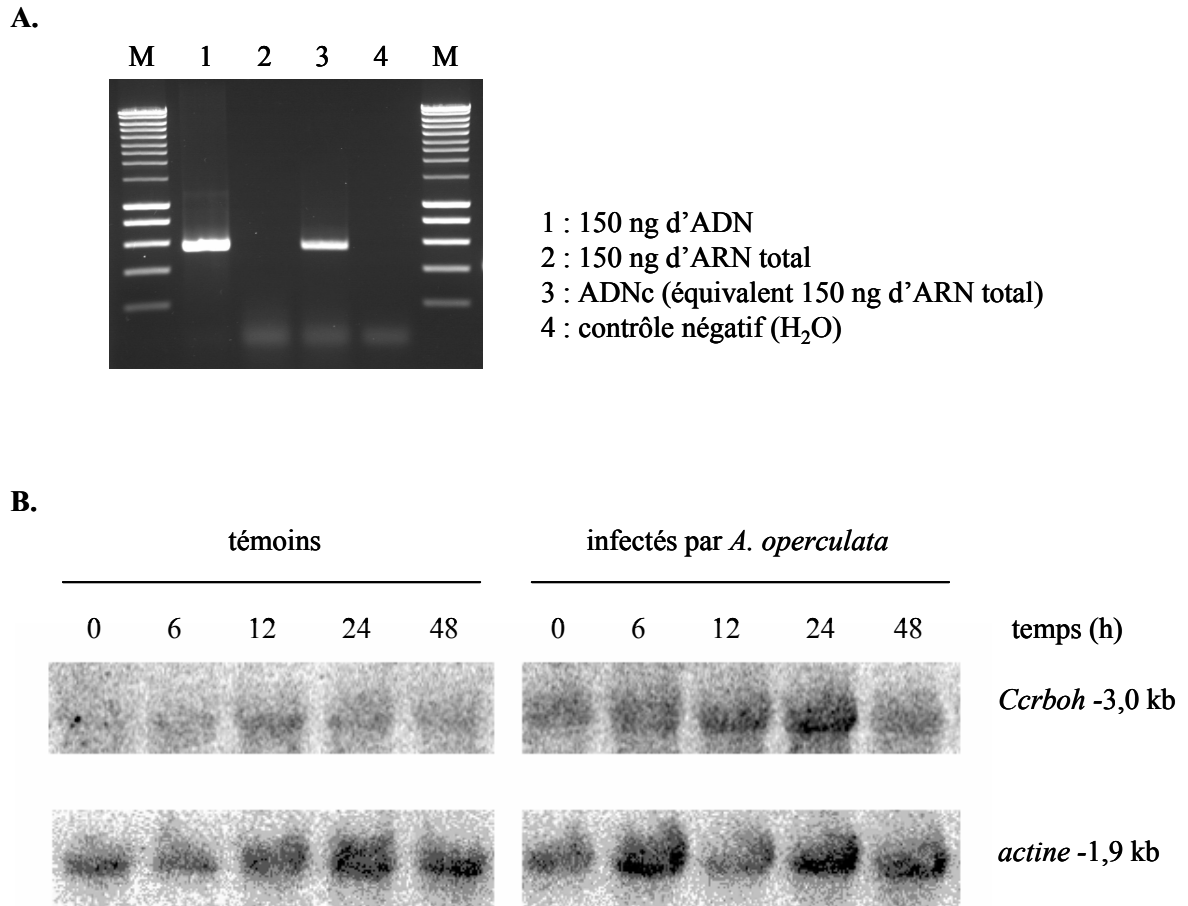 A.
M 1 2 3 4 M
1 : 150 ng d’ADN
2 : 150 ng d’ARN total
3 : ADNc (équivalent 150 ng d’ARN total)
4 : contrôle négatif (H₂O)
B.
témoins infectés par A. operculata
0 6 12 24 48 0 6 12 24 48 temps (h)
Ccrboh -3,0 kb
actine -1,9 kb